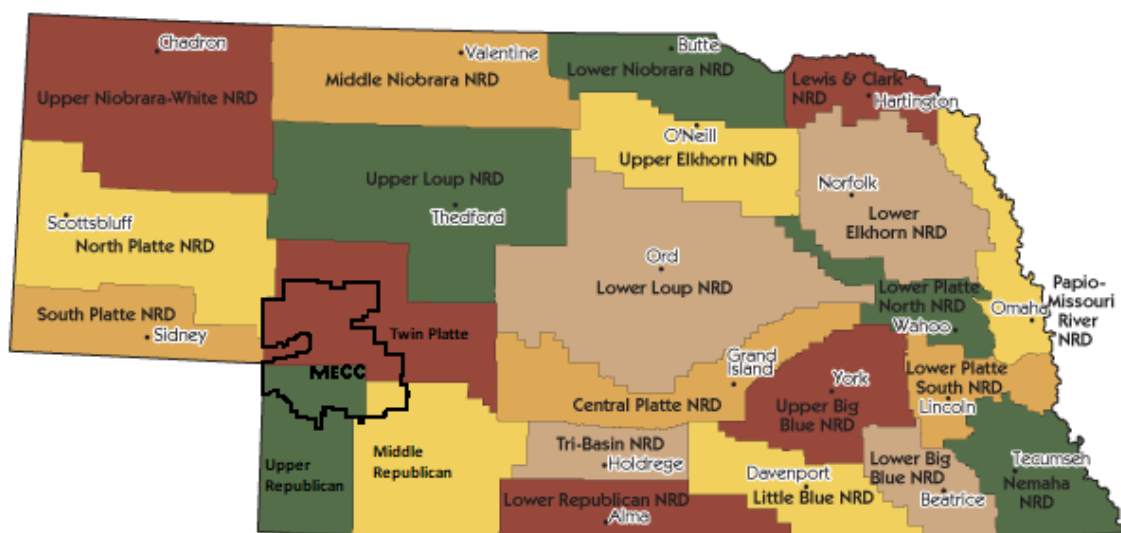 Chadron
Upper Niobrara-White NRD
Valentine
Middle Niobrara NRD
Butte
Lower Niobrara NRD
Lewis & Clark
NRD
Hartington
O'Neill
Upper Elkhorn NRD
Upper Loup NRD
Thedford
Norfolk
Lower
Elkhorn NRD
Scottsbluff
North Platte NRD
Ord
Lower Loup NRD
Lower Platte
North NRD
Wahoo
Omaha
Papio-
Missouri
River
NRD
South Platte NRD
Sidney
Twin Platte
MECC
Grand
Island
Central Platte NRD
York
Upper Big
Blue NRD
Lower Platte
South NRD
Lincoln
Upper
Republican
Middle
Republican
Tri-Basin NRD
Holdrege
Lower Republican NRD
Alma
Davenport
Little Blue NRD
Lower Big
Blue NRD
Beatrice
Tecumseh
Nemaha
NRD